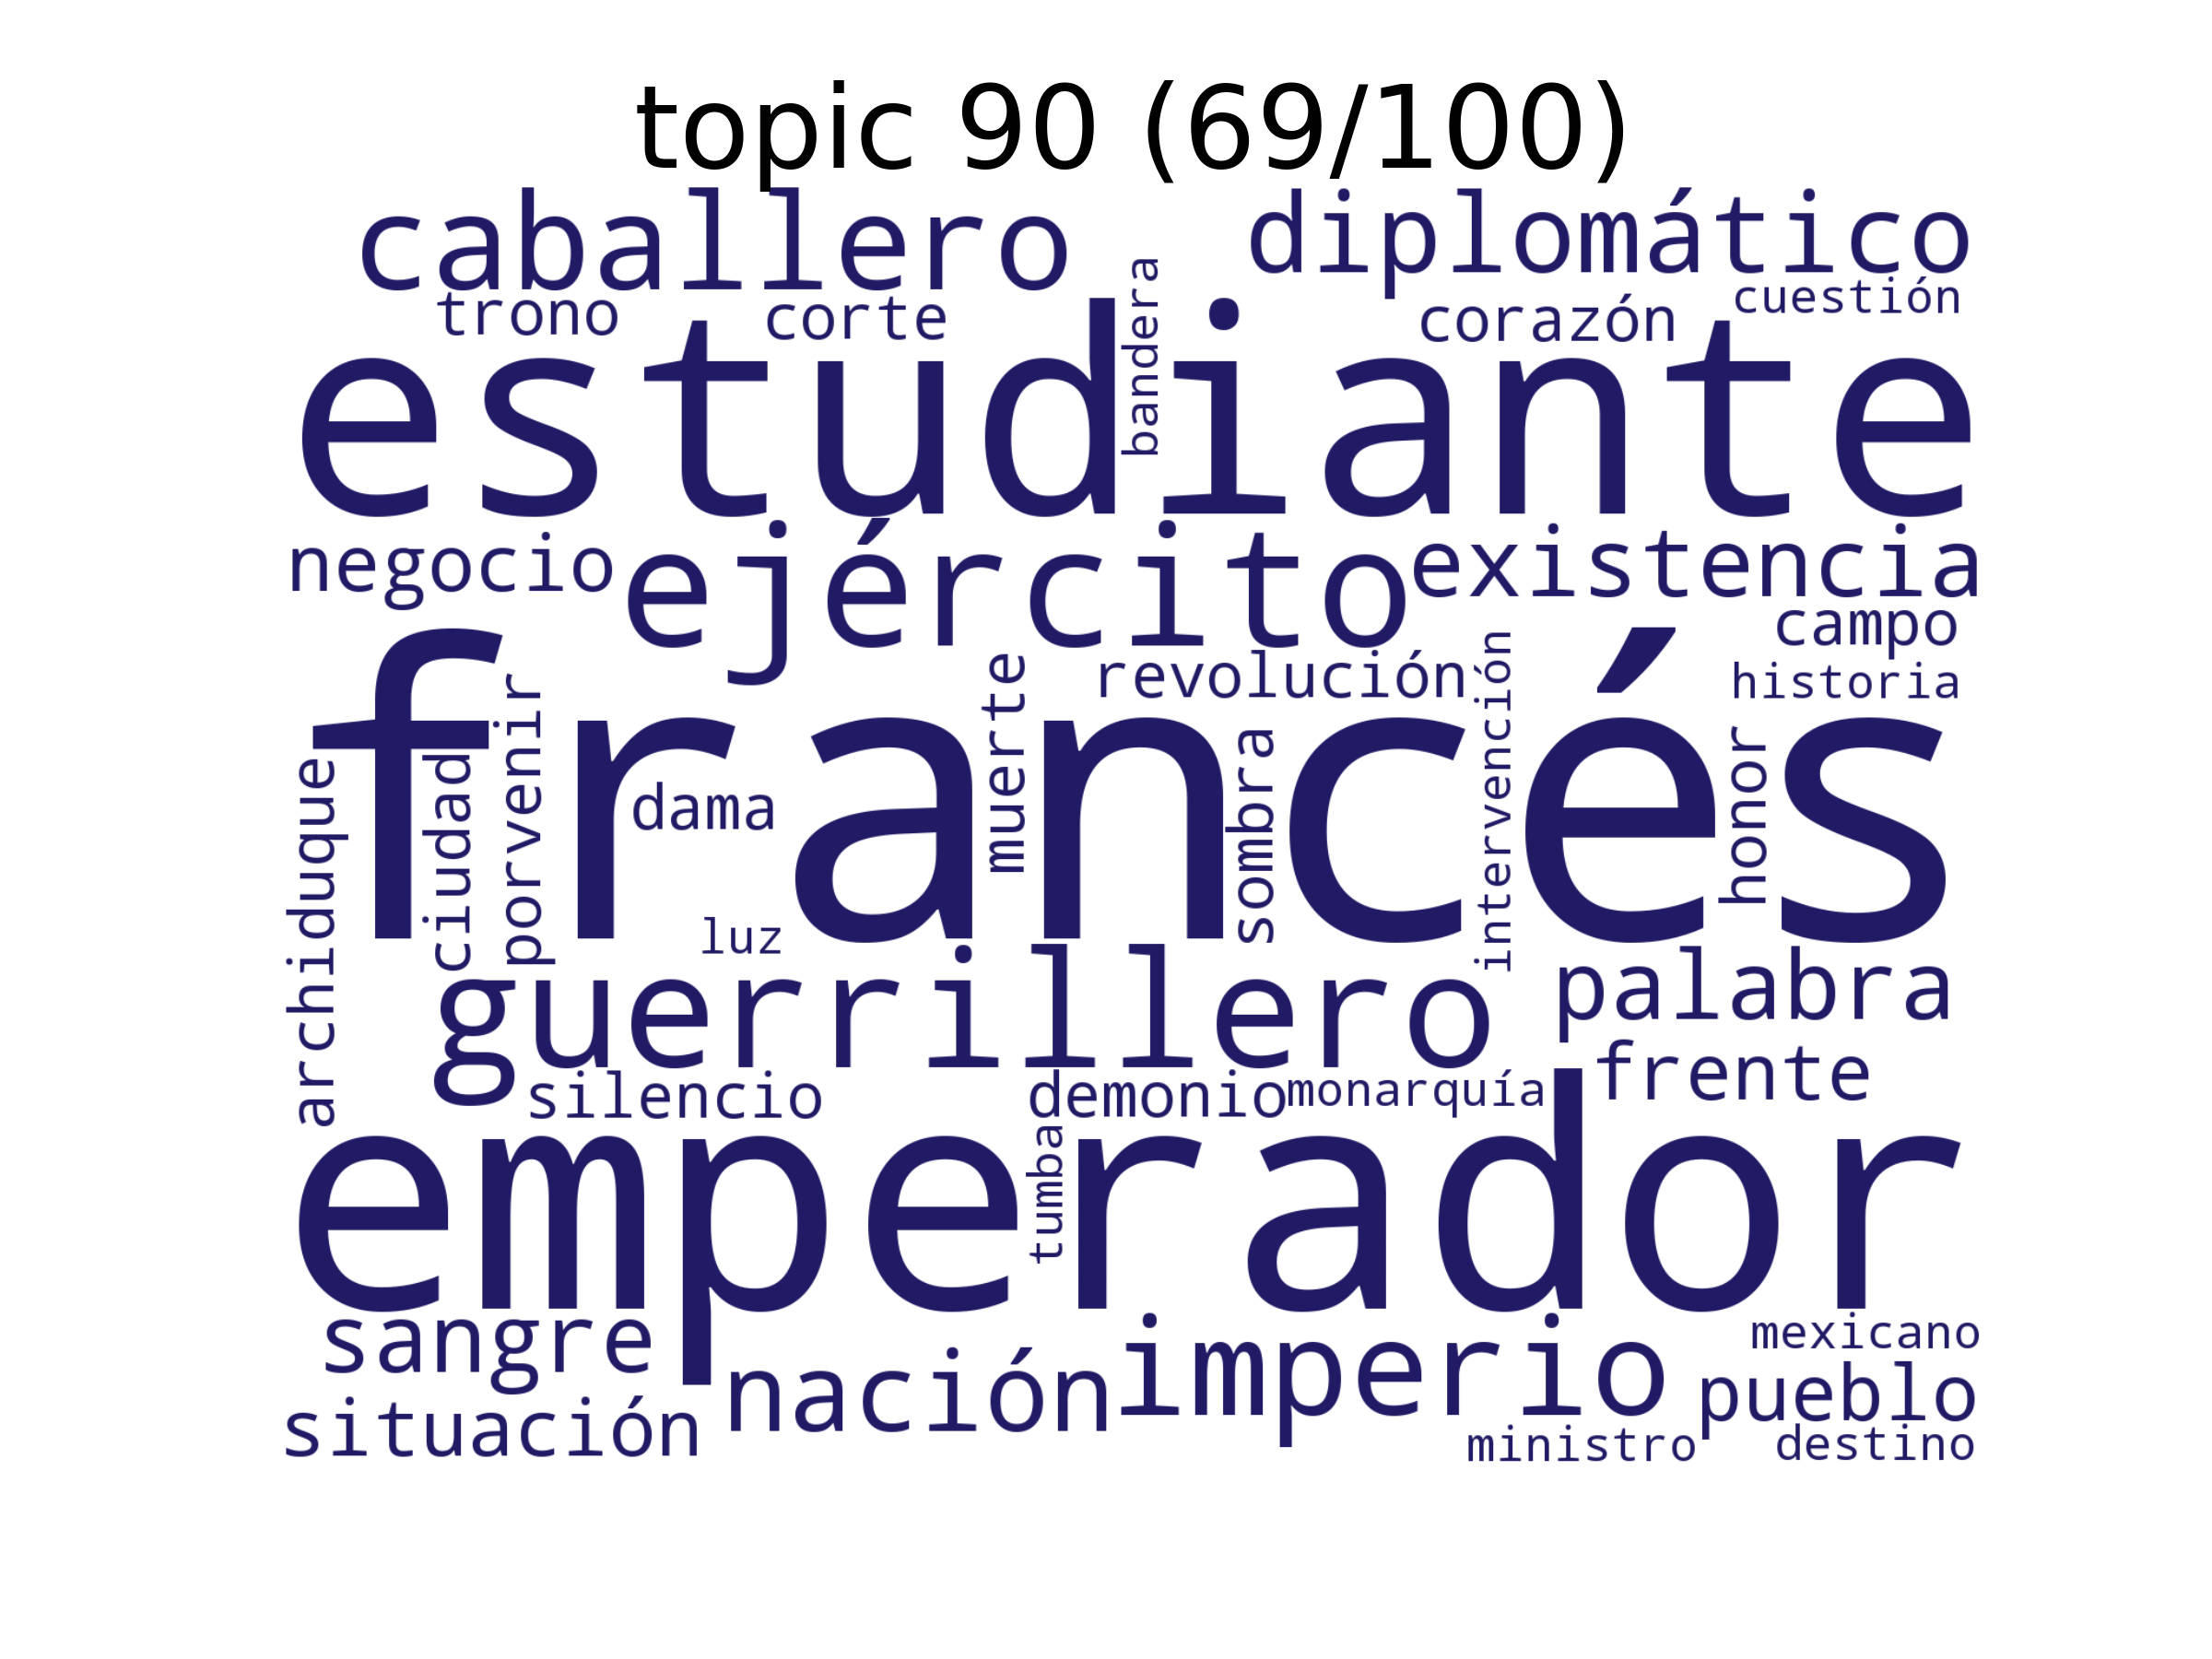 topic 90 (69/100)
caballero
diplomático
trono
corte
bandera
corazón
cuestión
estudiante
negocio
ejército
existencia
campo
revolución
historia
francés
archiduque
ciudad
porvenir
dama
muerte
sombra
intervención
honor
luz
guerrillero
palabra
frente
silencio
demonio
monarquía
tumba
emperador
sangre
nación
imperio
mexicano
pueblo
situación
ministro
destino